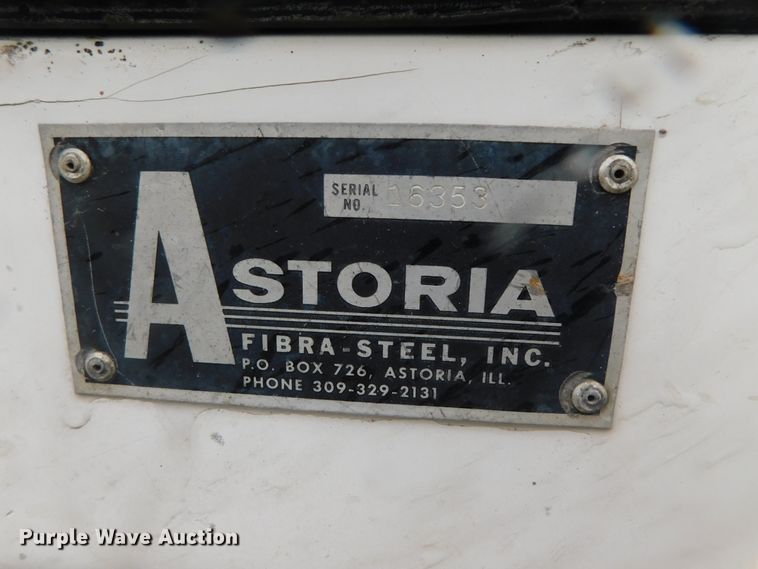 SERIAL
NO. 16353
ASTORIA
FIBRA-STEEL, INC.
P.O. BOX 726, ASTORIA, ILL.
PHONE 309-329-2131
Purple Wave Auction